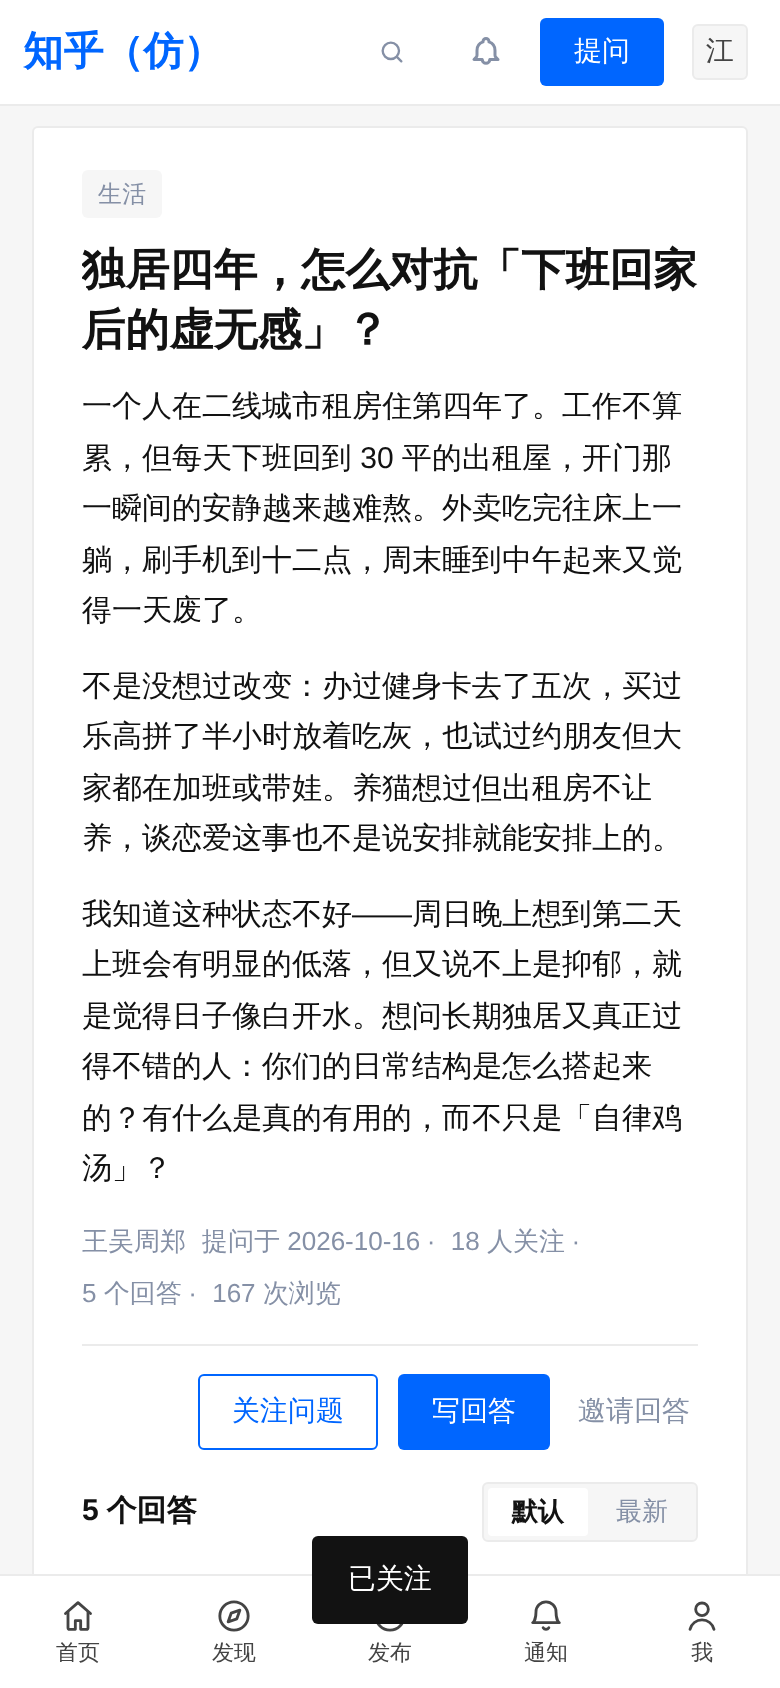 知乎（仿）
提问
江
生活
独居四年，怎么对抗「下班回家
后的虚无感」？
一个人在二线城市租房住第四年了。工作不算
累，但每天下班回到 30 平的出租屋，开门那
一瞬间的安静越来越难熬。外卖吃完往床上一
躺，刷手机到十二点，周末睡到中午起来又觉
得一天废了。
不是没想过改变：办过健身卡去了五次，买过
乐高拼了半小时放着吃灰，也试过约朋友但大
家都在加班或带娃。养猫想过但出租房不让
养，谈恋爱这事也不是说安排就能安排上的。
我知道这种状态不好——周日晚上想到第二天
上班会有明显的低落，但又说不上是抑郁，就
是觉得日子像白开水。想问长期独居又真正过
得不错的人：你们的日常结构是怎么搭起来
的？有什么是真的有用的，而不只是「自律鸡
汤」？
王吴周郑 提问于 2026-10-16 · 18 人关注 ·
5 个回答 · 167 次浏览
关注问题
写回答
邀请回答
5 个回答
默认
最新
已关注
首页
发现
发布
通知
我